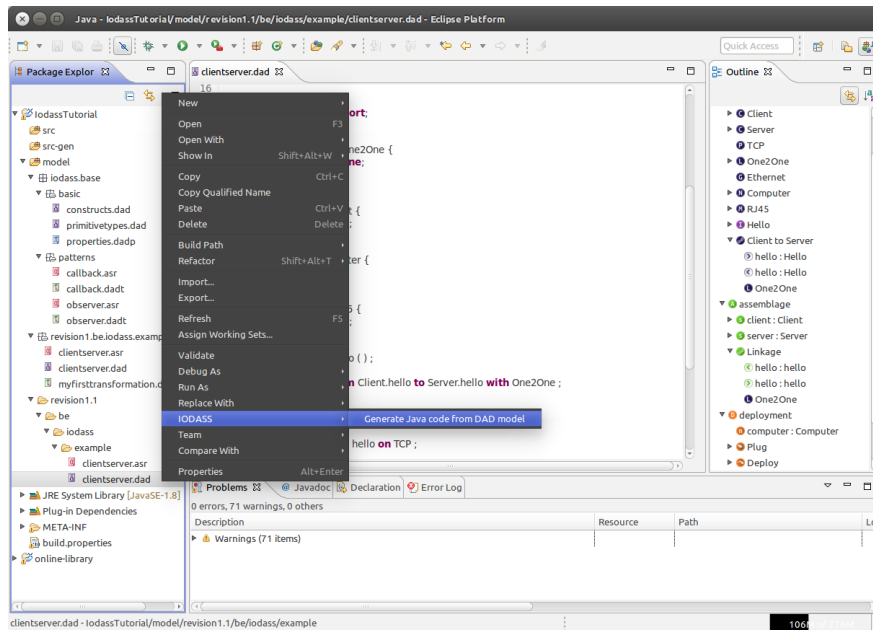 Java - IodassTutorial/model/revision1.1/be/iodass/example/clientserver.dad - Eclipse Platform
Quick Access
Package Explor
clientserver.dad
Outline
16
IodassTutorial
src
src-gen
model
iodass.base
basic
constructs.dad
primitivetypes.dad
properties.dadp
patterns
callback.asr
callback.dadt
observer.asr
observer.dadt
revision1.be.iodass.examp
clientserver.asr
clientserver.dad
myfirsttransformation.d
revision1.1
be
iodass
example
clientserver.asr
clientserver.dad
JRE System Library [JavaSE-1.8]
Plug-in Dependencies
META-INF
build.properties
online-library
New
Open F3
Open With
Show In Shift+Alt+W
Copy Ctrl+C
Copy Qualified Name
Paste Ctrl+V
Delete Delete
Build Path
Refactor Shift+Alt+T
Import...
Export...
Refresh F5
Assign Working Sets...
Validate
Debug As
Run As
Replace With
IODASS
Generate Java code from DAD model
Team
Compare With
Properties Alt+Enter
ort;
ne2One {
ne;
t {
;
ter {
5 {
;
o ( ) ;
m Client.hello to Server.hello with One2One ;
hello on TCP ;
Client
Server
TCP
One2One
Ethernet
Computer
RJ45
Hello
Client to Server
hello : Hello
hello : Hello
One2One
assemblage
client : Client
server : Server
Linkage
hello : hello
hello : hello
One2One
deployment
computer : Computer
Plug
Deploy
Problems
@ Javadoc
Declaration
Error Log
0 errors, 71 warnings, 0 others
Description Resource Path
Warnings (71 items)
clientserver.dad - IodassTutorial/model/revision1.1/be/iodass/example